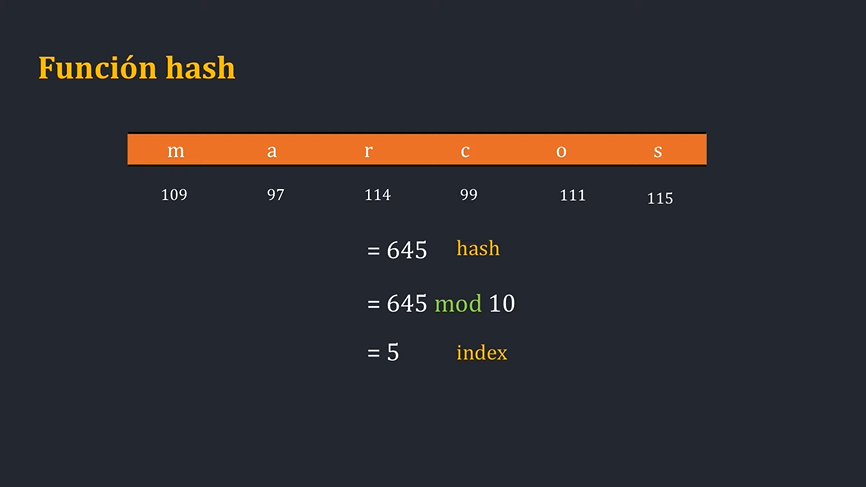 Función hash
m a r c o s
109 97 114 99 111 115
= 645 hash
= 645 mod 10
= 5 index